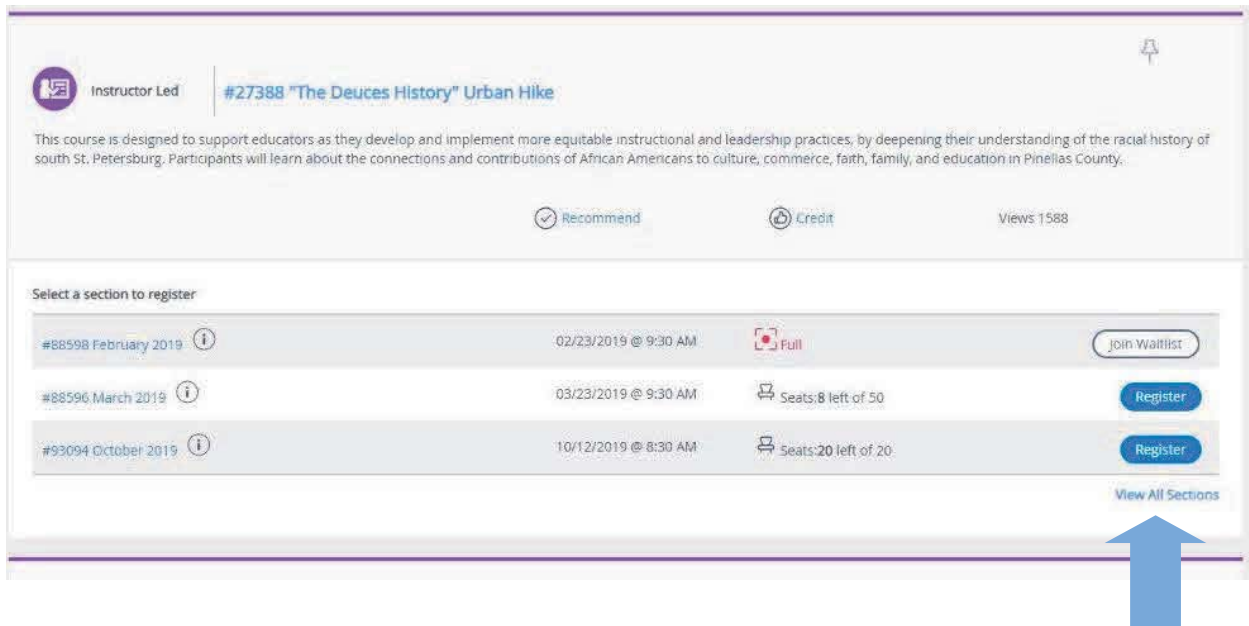 Instructor Led
#27388 "The Deuces History" Urban Hike
This course is designed to support educators as they develop and implement more equitable instructional and leadership practices, by deepening their understanding of the racial history of
south St. Petersburg. Participants will learn about the connections and contributions of African Americans to culture, commerce, faith, family, and education in Pinellas County.
Recommend Credit Views 1588
Select a section to register
#88598 February 2019 02/23/2019 @ 9:30 AM Full Join Waitlist
#88596 March 2019 03/23/2019 @ 9:30 AM Seats:8 left of 50 Register
#93094 October 2019 10/12/2019 @ 8:30 AM Seats:20 left of 20 Register
View All Sections